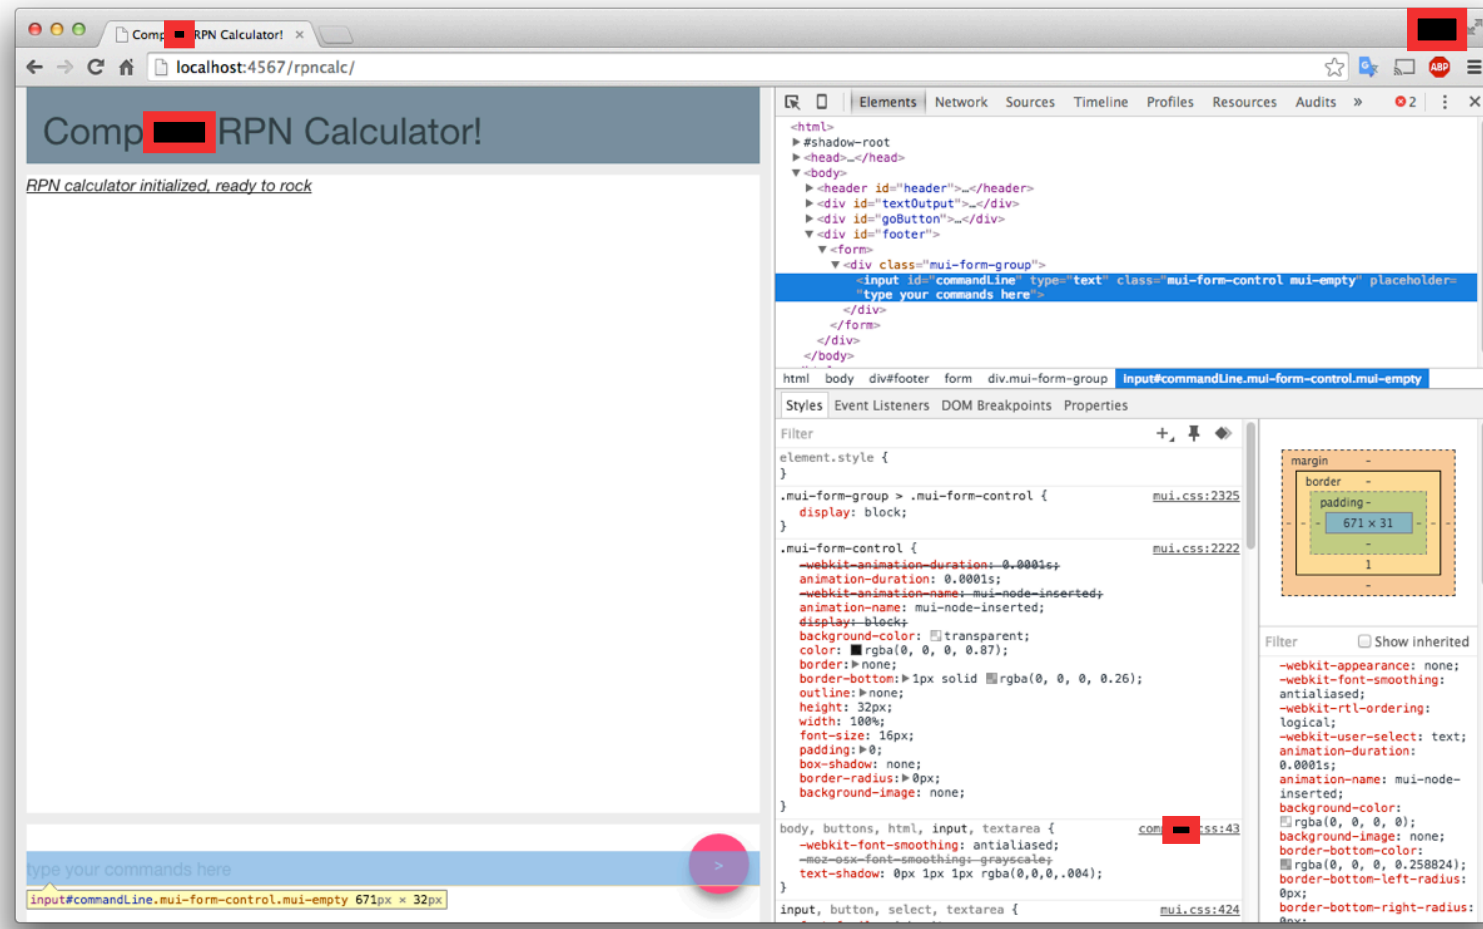 Comp RPN Calculator! ×
localhost:4567/rpncalc/
ABP
Comp RPN Calculator!
RPN calculator initialized, ready to rock
type your commands here
>
input#commandLine.mui-form-control.mui-empty 671px × 32px
Elements Network Sources Timeline Profiles Resources Audits » 2 ⋮ ×
<html>
▶#shadow-root
▶<head>…</head>
▼<body>
▶<header id="header">…</header>
▶<div id="textOutput">…</div>
▶<div id="goButton">…</div>
▼<div id="footer">
▼<form>
▼<div class="mui-form-group">
<input id="commandLine" type="text" class="mui-form-control mui-empty" placeholder=
"type your commands here">
</div>
</form>
</div>
</body>
html body div#footer form div.mui-form-group input#commandLine.mui-form-control.mui-empty
Styles Event Listeners DOM Breakpoints Properties
Filter
element.style {
}
.mui-form-group > .mui-form-control { mui.css:2325
display: block;
}
.mui-form-control { mui.css:2222
-webkit-animation-duration: 0.0001s;
animation-duration: 0.0001s;
-webkit-animation-name: mui-node-inserted;
animation-name: mui-node-inserted;
display: block;
background-color: transparent;
color: rgba(0, 0, 0, 0.87);
border:▶none;
border-bottom:▶1px solid rgba(0, 0, 0, 0.26);
outline:▶none;
height: 32px;
width: 100%;
font-size: 16px;
padding:▶0;
box-shadow: none;
border-radius:▶0px;
background-image: none;
}
body, buttons, html, input, textarea { com css:43
-webkit-font-smoothing: antialiased;
-moz-osx-font-smoothing: grayscale;
text-shadow: 0px 1px 1px rgba(0,0,0,.004);
}
input, button, select, textarea { mui.css:424
margin -
border -
padding -
- - - 671 × 31 - - -
-
1
-
Filter Show inherited
-webkit-appearance: none;
-webkit-font-smoothing:
antialiased;
-webkit-rtl-ordering:
logical;
-webkit-user-select: text;
animation-duration:
0.0001s;
animation-name: mui-node-
inserted;
background-color:
rgba(0, 0, 0, 0);
background-image: none;
border-bottom-color:
rgba(0, 0, 0, 0.258824);
border-bottom-left-radius:
0px;
border-bottom-right-radius: